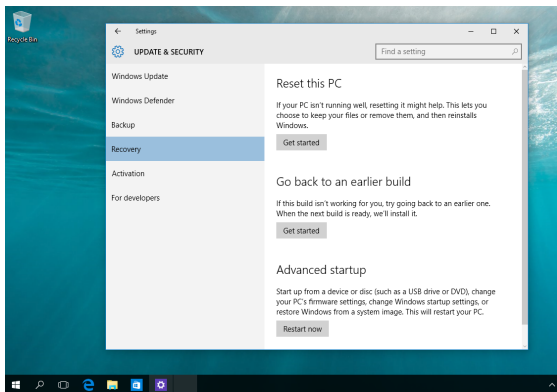 Recycle Bin
Settings
UPDATE & SECURITY
Find a setting
Windows Update
Windows Defender
Backup
Recovery
Activation
For developers
Reset this PC
If your PC isn't running well, resetting it might help. This lets you
choose to keep your files or remove them, and then reinstalls
Windows.
Get started
Go back to an earlier build
If this build isn't working for you, try going back to an earlier one.
When the next build is ready, we'll install it.
Get started
Advanced startup
Start up from a device or disc (such as a USB drive or DVD), change
your PC's firmware settings, change Windows startup settings, or
restore Windows from a system image. This will restart your PC.
Restart now